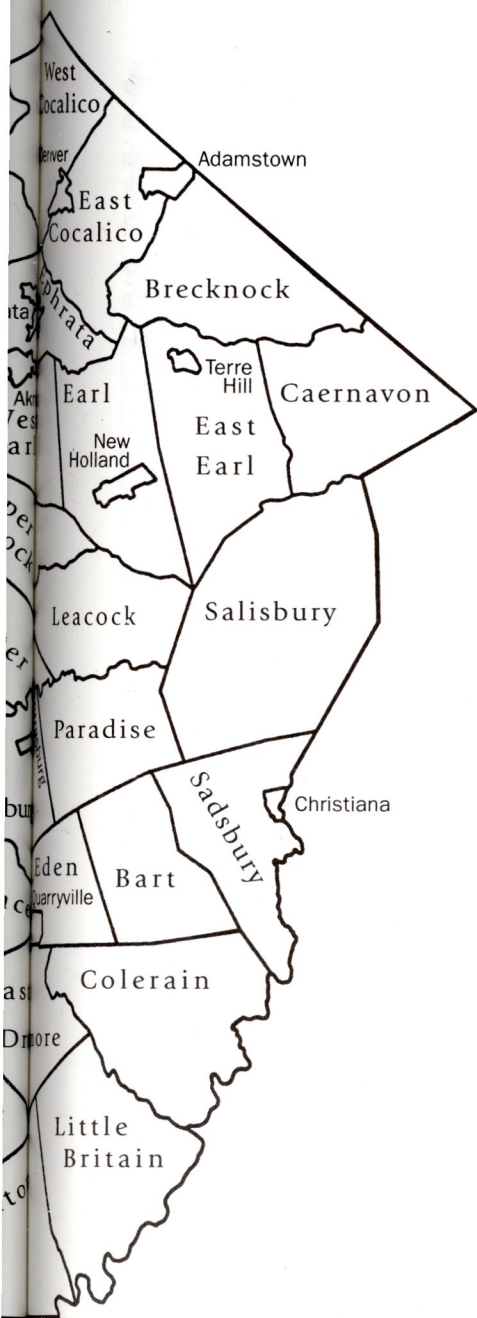 West
Cocalico
Denver
Adamstown
East
Cocalico
Ephrata
Brecknock
ata
Earl
Terre
Hill
Caernavon
East
Earl
New
Holland
Leacock
Salisbury
Paradise
Sadsbury
Christiana
Eden
Quarryville
Bart
Colerain
Little
Britain